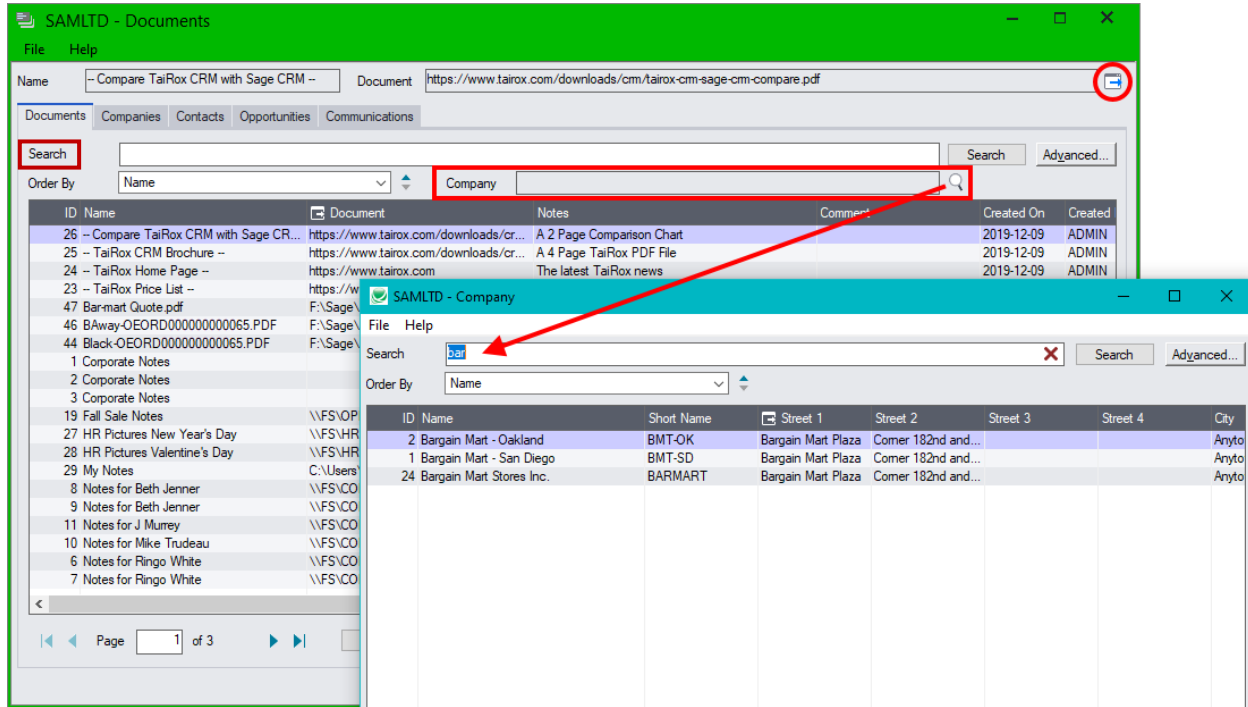 SAMLTD - Documents
File Help
Name -- Compare TaiRox CRM with Sage CRM -- Document https://www.tairox.com/downloads/crm/tairox-crm-sage-crm-compare.pdf
Documents Companies Contacts Opportunities Communications
Search Search Advanced...
Order By Name Company
ID Name Document Notes Comment Created On Created
26 -- Compare TaiRox CRM with Sage CR... https://www.tairox.com/downloads/cr... A 2 Page Comparison Chart 2019-12-09 ADMIN
25 -- TaiRox CRM Brochure -- https://www.tairox.com/downloads/cr... A 4 Page TaiRox PDF File 2019-12-09 ADMIN
24 -- TaiRox Home Page -- https://www.tairox.com The latest TaiRox news 2019-12-09 ADMIN
23 -- TaiRox Price List -- https://w
47 Bar-mart Quote.pdf F:\Sage\
46 BAway-OEORD000000000065.PDF F:\Sage\
44 Black-OEORD000000000065.PDF F:\Sage\
1 Corporate Notes
2 Corporate Notes
3 Corporate Notes
19 Fall Sale Notes \\FS\OP
27 HR Pictures New Year's Day \\FS\HR
28 HR Pictures Valentine's Day \\FS\HR
29 My Notes C:\Users\
8 Notes for Beth Jenner \\FS\CO
9 Notes for Beth Jenner \\FS\CO
11 Notes for J Murrey \\FS\CO
10 Notes for Mike Trudeau \\FS\CO
6 Notes for Ringo White \\FS\CO
7 Notes for Ringo White \\FS\CO
Page 1 of 3
SAMLTD - Company
File Help
Search bar Search Advanced...
Order By Name
ID Name Short Name Street 1 Street 2 Street 3 Street 4 City
2 Bargain Mart - Oakland BMT-OK Bargain Mart Plaza Corner 182nd and... Anyto
1 Bargain Mart - San Diego BMT-SD Bargain Mart Plaza Corner 182nd and... Anyto
24 Bargain Mart Stores Inc. BARMART Bargain Mart Plaza Corner 182nd and... Anyto